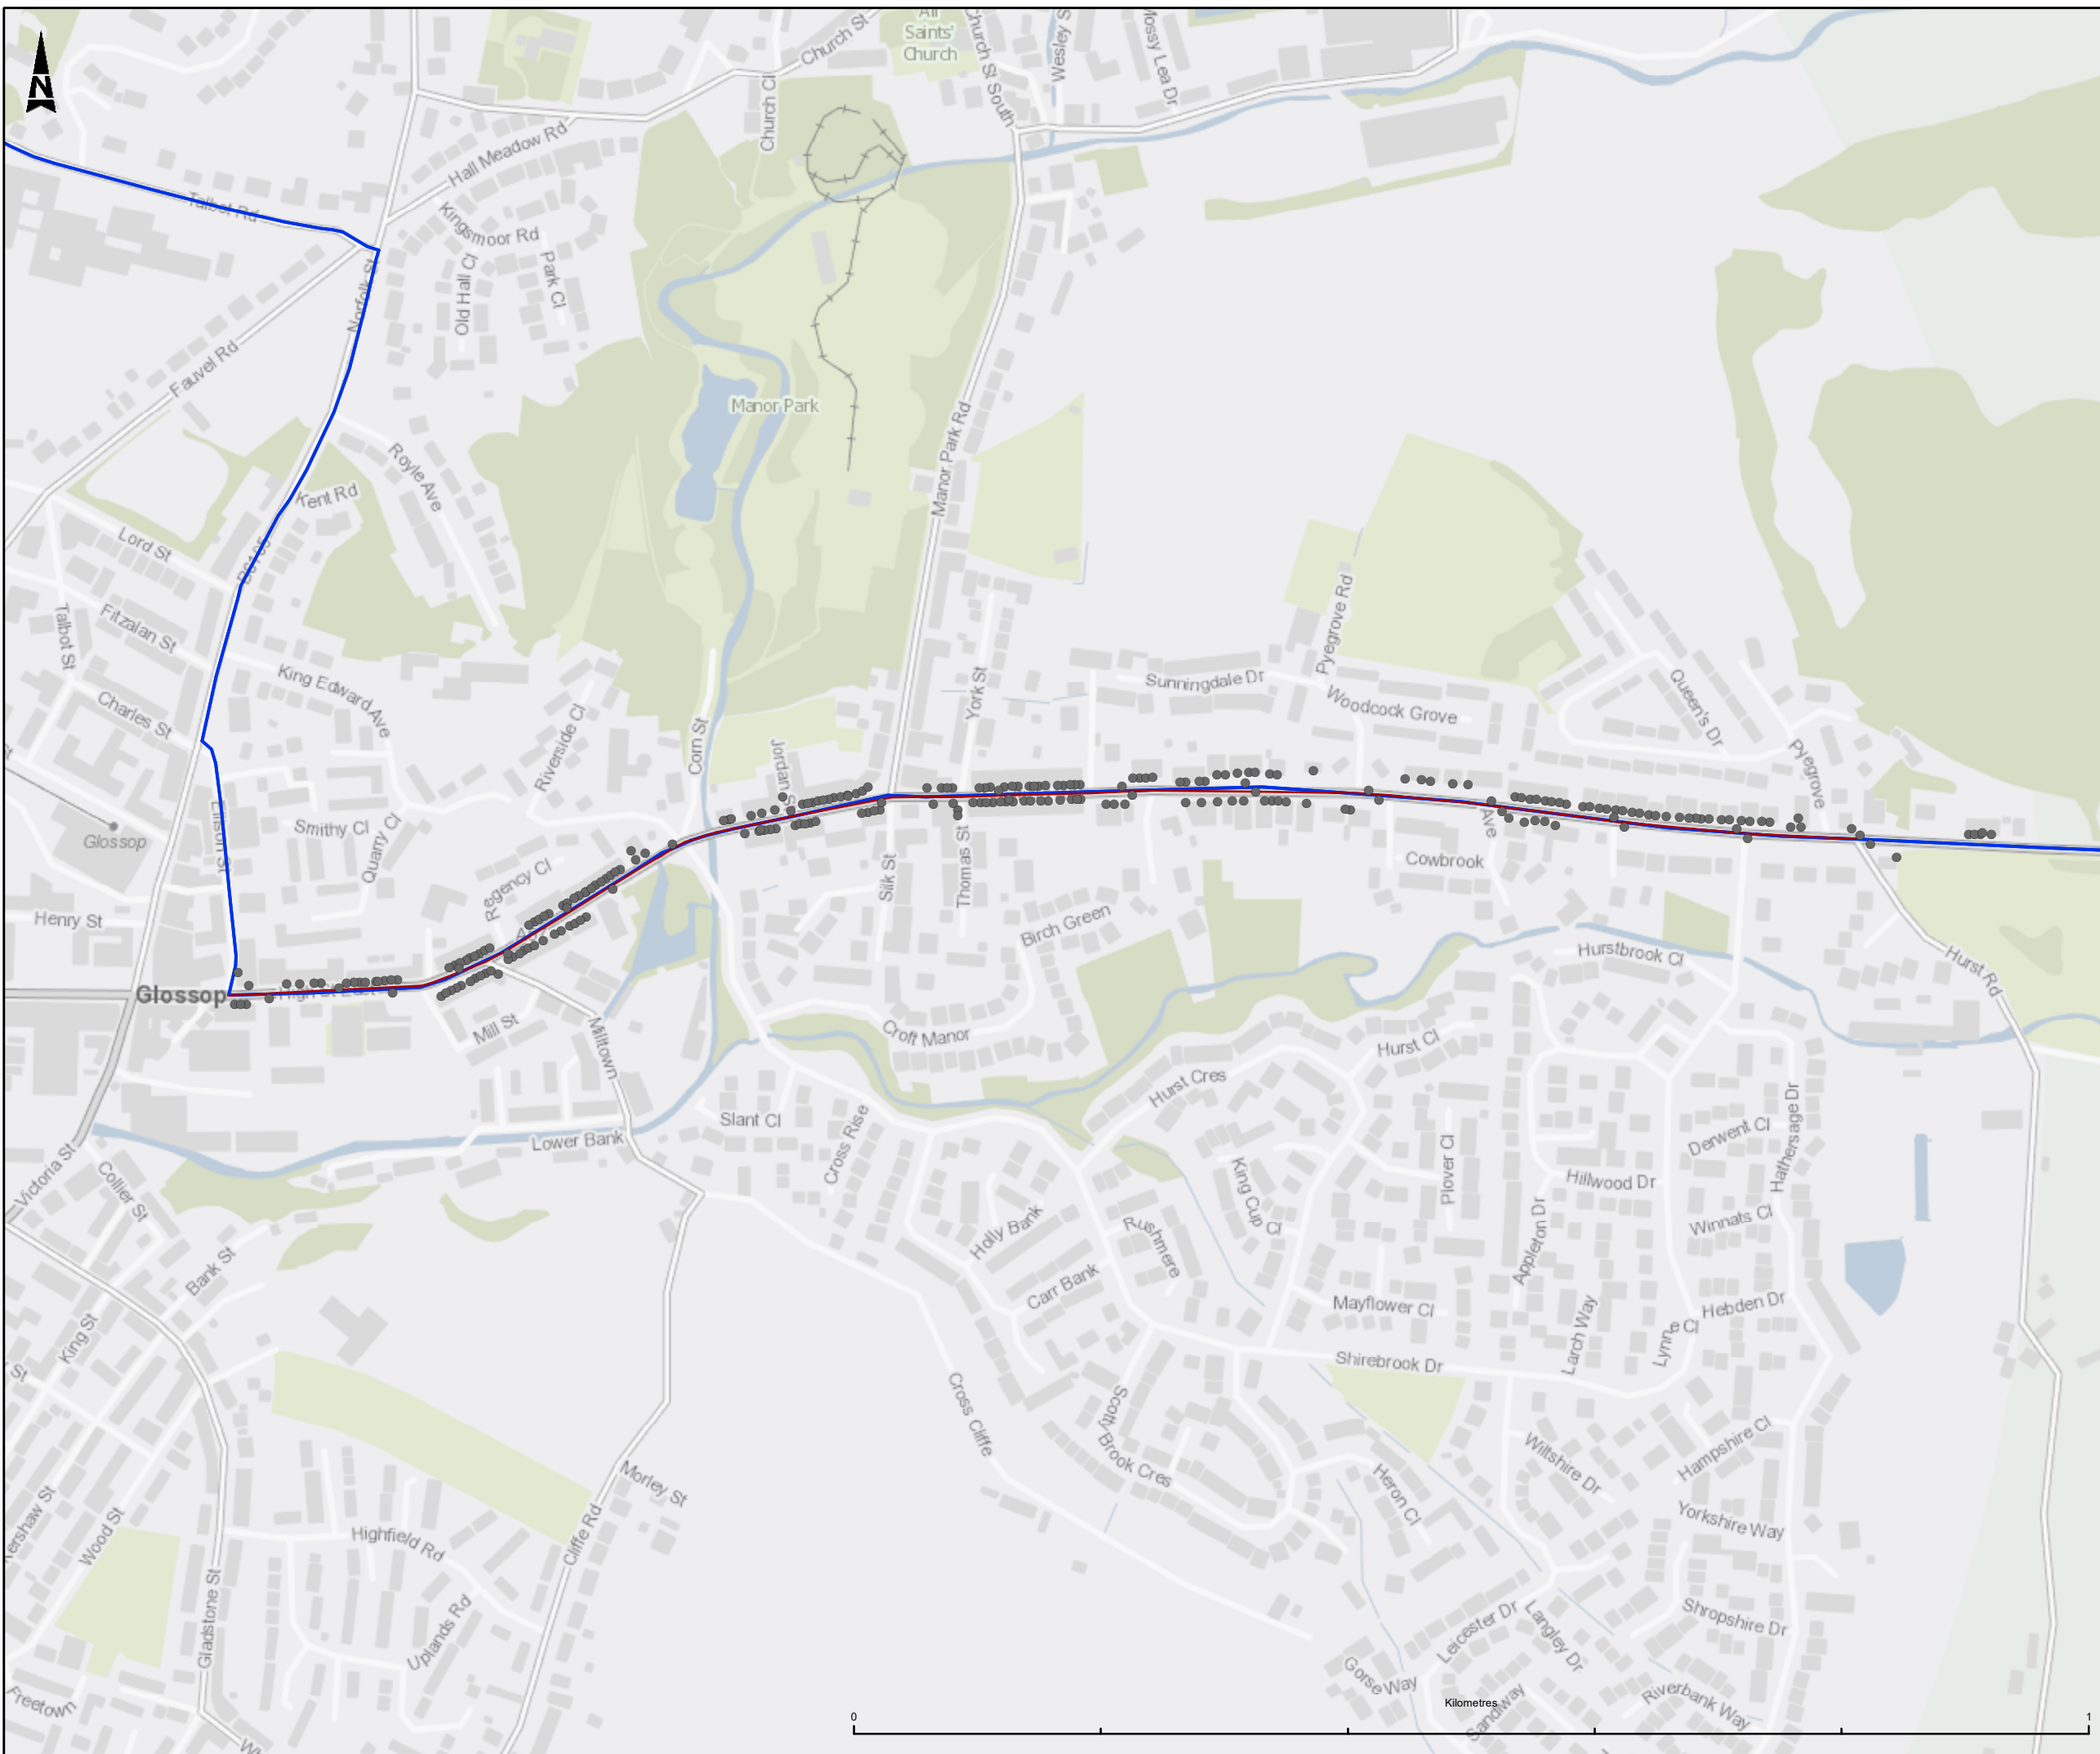 N
Church St
All
Saints'
Church
Church St South
Wesley S
Mossy Lea Dr
Church Cl
Hall Meadow Rd
Talbot Rd
Kingsmoor Rd
Old Hall Cl
Park Cl
Norfolk St
Fauvel Rd
Manor Park
Manor Park Rd
Royle Ave
Kent Rd
Lord St
Talbot St
Fitzalan St
Charles St
King Edward Ave
Riverside Cl
Corn St
Jordan S
York St
Sunningdale Dr
Pyegrove Rd
Woodcock Grove
Queen's Dr
Pyegrove
St
Glossop
Ellison St
Smithy Cl
Quarry Cl
Regency Cl
Silk St
Thomas St
Ave
Cowbrook
Birch Green
Henry St
Glossop
High St East
Hurstbrook Cl
Hurst Rd
Mill St
Milltown
Croft Manor
Hurst Cl
Hurst Cres
Slant Cl
Cross Rise
Lower Bank
Victoria St
Collier St
Derwent Cl
Hathersage Dr
King Cup Cl
Plover Cl
Hillwood Dr
Appleton Dr
Winnats Cl
Holly Bank
Rushmere
Bank St
Carr Bank
Mayflower Cl
Larch Way
Lynne Cl
Hebden Dr
King St
St
Shirebrook Dr
Cross Cliffe
Scotty
Brook Cres
Hampshire Cl
Wiltshire Dr
Heron Cl
Morley St
Kershaw St
Wood St
Highfield Rd
Cliffe Rd
Yorkshire Way
Gladstone St
Uplands Rd
Leicester Dr
Langley Dr
Shropshire Dr
Gorse Way
Sandiway
Riverbank Way
Freetown
Wh
Kilometres
0
1